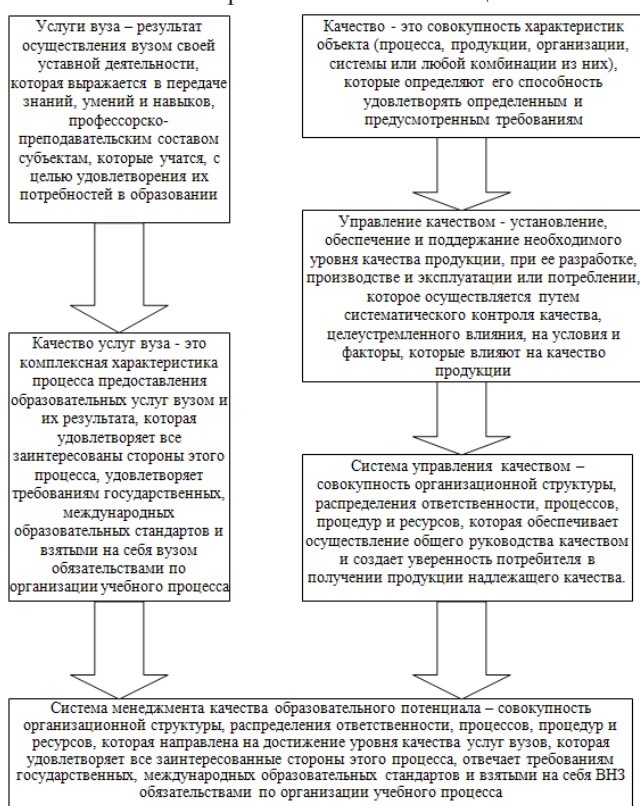 Услуги вуза – результат
осуществления вузом своей
уставной деятельности,
которая выражается в передаче
знаний, умений и навыков,
профессорско-
преподавательским составом
субъектам, которые учатся, с
целью удовлетворения их
потребностей в образовании
Качество услуг вуза - это
комплексная характеристика
процесса предоставления
образовательных услуг вузом и
их результата, которая
удовлетворяет все
заинтересованы стороны этого
процесса, удовлетворяет
требованиям государственных,
международных
образовательных стандартов и
взятыми на себя вузом
обязательствами по
организации учебного процесса
Качество - это совокупность характеристик
объекта (процесса, продукции, организации,
системы или любой комбинации из них),
которые определяют его способность
удовлетворять определенным и
предусмотренным требованиям
Управление качеством - установление,
обеспечение и поддержание необходимого
уровня качества продукции, при ее разработке,
производстве и эксплуатации или потреблении,
которое осуществляется путем
систематического контроля качества,
целеустремленного влияния, на условия и
факторы, которые влияют на качество
продукции
Система управления качеством –
совокупность организационной структуры,
распределения ответственности, процессов,
процедур и ресурсов, которая обеспечивает
осуществление общего руководства качеством
и создает уверенность потребителя в
получении продукции надлежащего качества.
Система менеджмента качества образовательного потенциала – совокупность
организационной структуры, распределения ответственности, процессов, процедур и
ресурсов, которая направлена на достижение уровня качества услуг вузов, которая
удовлетворяет все заинтересованные стороны этого процесса, отвечает требованиям
государственных, международных образовательных стандартов и взятыми на себя ВНЗ
обязательствами по организации учебного процесса